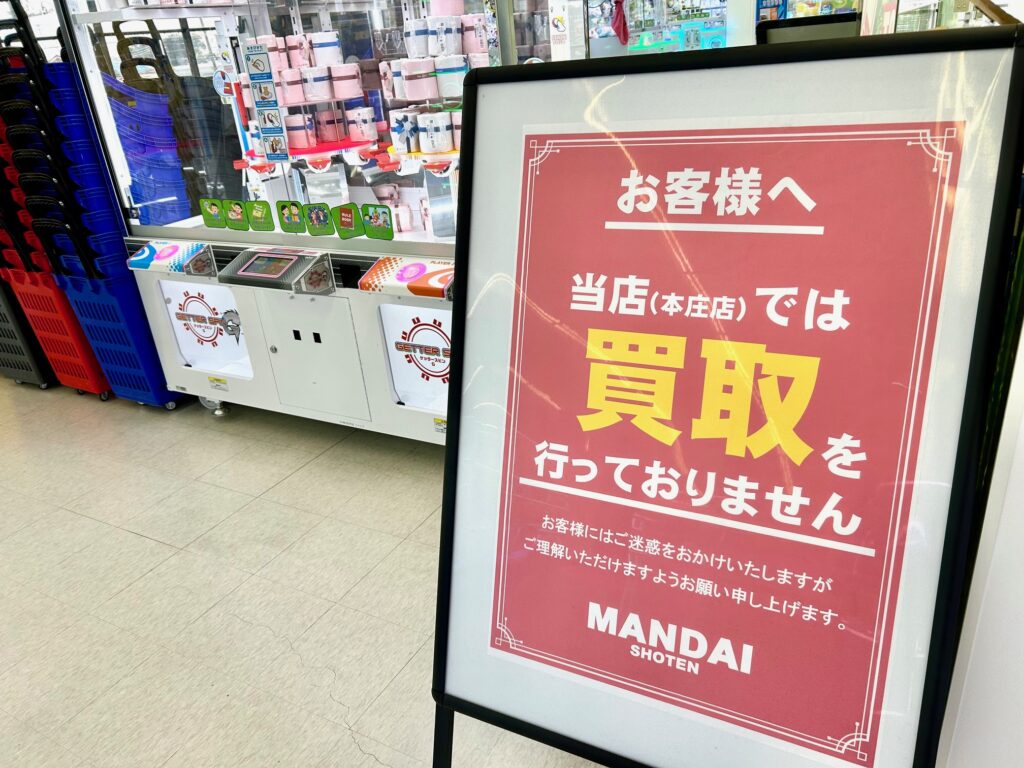 お客様へ
当店(本庄店)では
買取を
行っておりません
お客様にはご迷惑をおかけいたしますが
ご理解いただけますようお願い申し上げます。
MANDAI
SHOTEN
GETTER